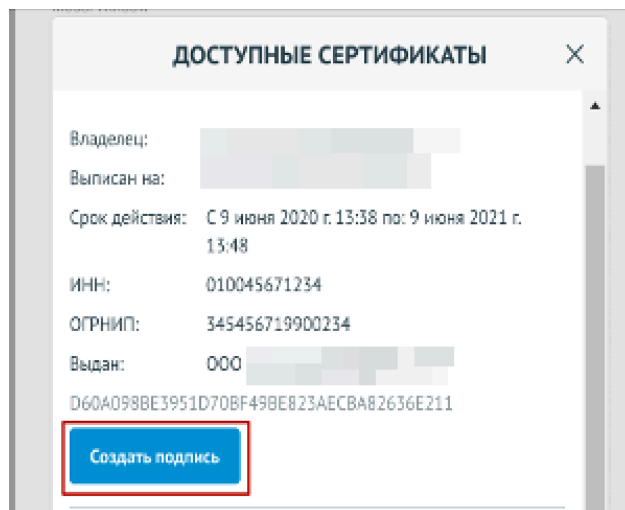 ДОСТУПНЫЕ СЕРТИФИКАТЫ
Владелец:
Выписан на:
Срок действия: С 9 июня 2020 г. 13:38 по: 9 июня 2021 г.
13:48
ИНН: 010045671234
ОГРНИП: 345456719900234
Выдан: ООО
D60A098BE3951D70BF49BE823AECBA82636E211
Создать подпись